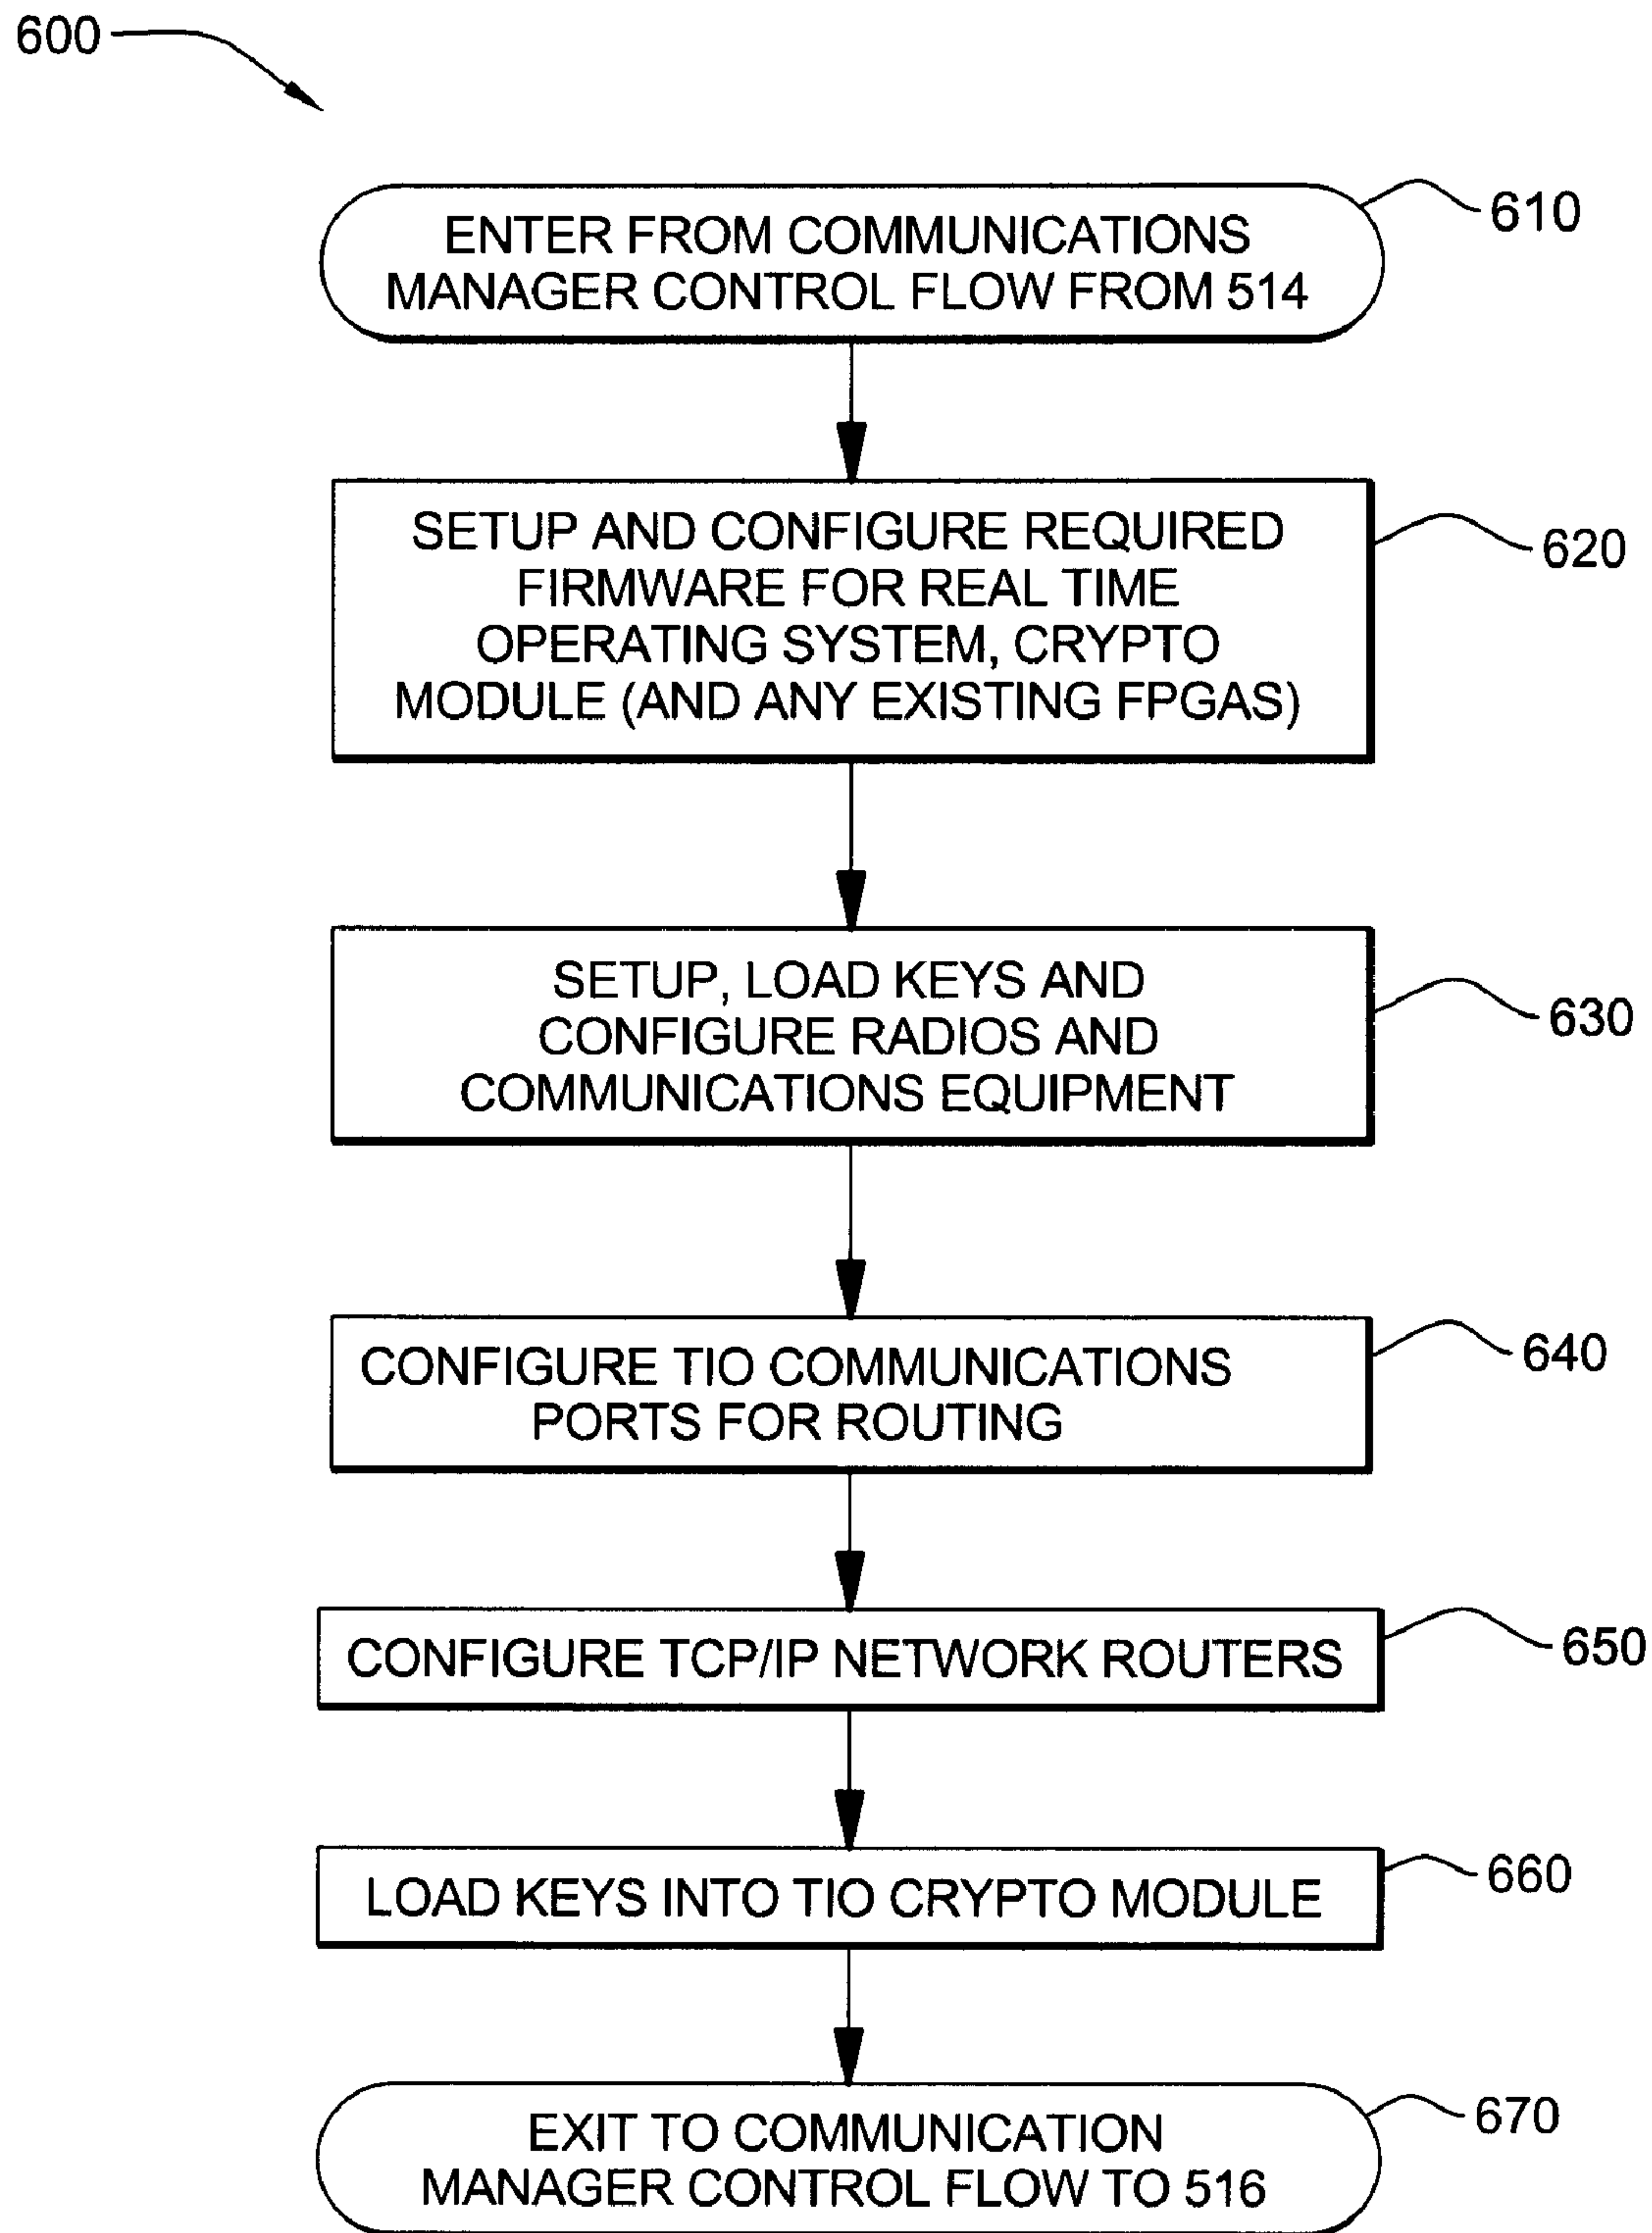 600
ENTER FROM COMMUNICATIONS
MANAGER CONTROL FLOW FROM 514
610
SETUP AND CONFIGURE REQUIRED
FIRMWARE FOR REAL TIME
OPERATING SYSTEM, CRYPTO
MODULE (AND ANY EXISTING FPGAS)
620
SETUP, LOAD KEYS AND
CONFIGURE RADIOS AND
COMMUNICATIONS EQUIPMENT
630
CONFIGURE TIO COMMUNICATIONS
PORTS FOR ROUTING
640
CONFIGURE TCP/IP NETWORK ROUTERS
650
LOAD KEYS INTO TIO CRYPTO MODULE
660
EXIT TO COMMUNICATION
MANAGER CONTROL FLOW TO 516
670